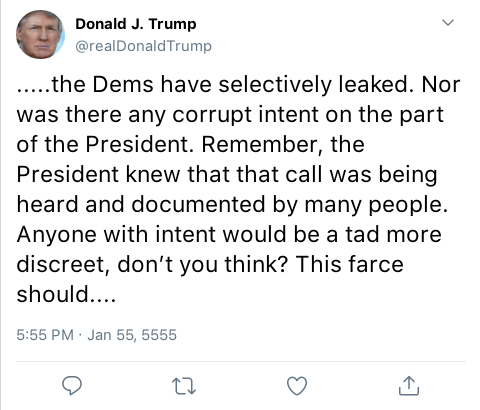 Donald J. Trump
@realDonaldTrump
.....the Dems have selectively leaked. Nor
was there any corrupt intent on the part
of the President. Remember, the
President knew that that call was being
heard and documented by many people.
Anyone with intent would be a tad more
discreet, don’t you think? This farce
should....
5:55 PM · Jan 55, 5555